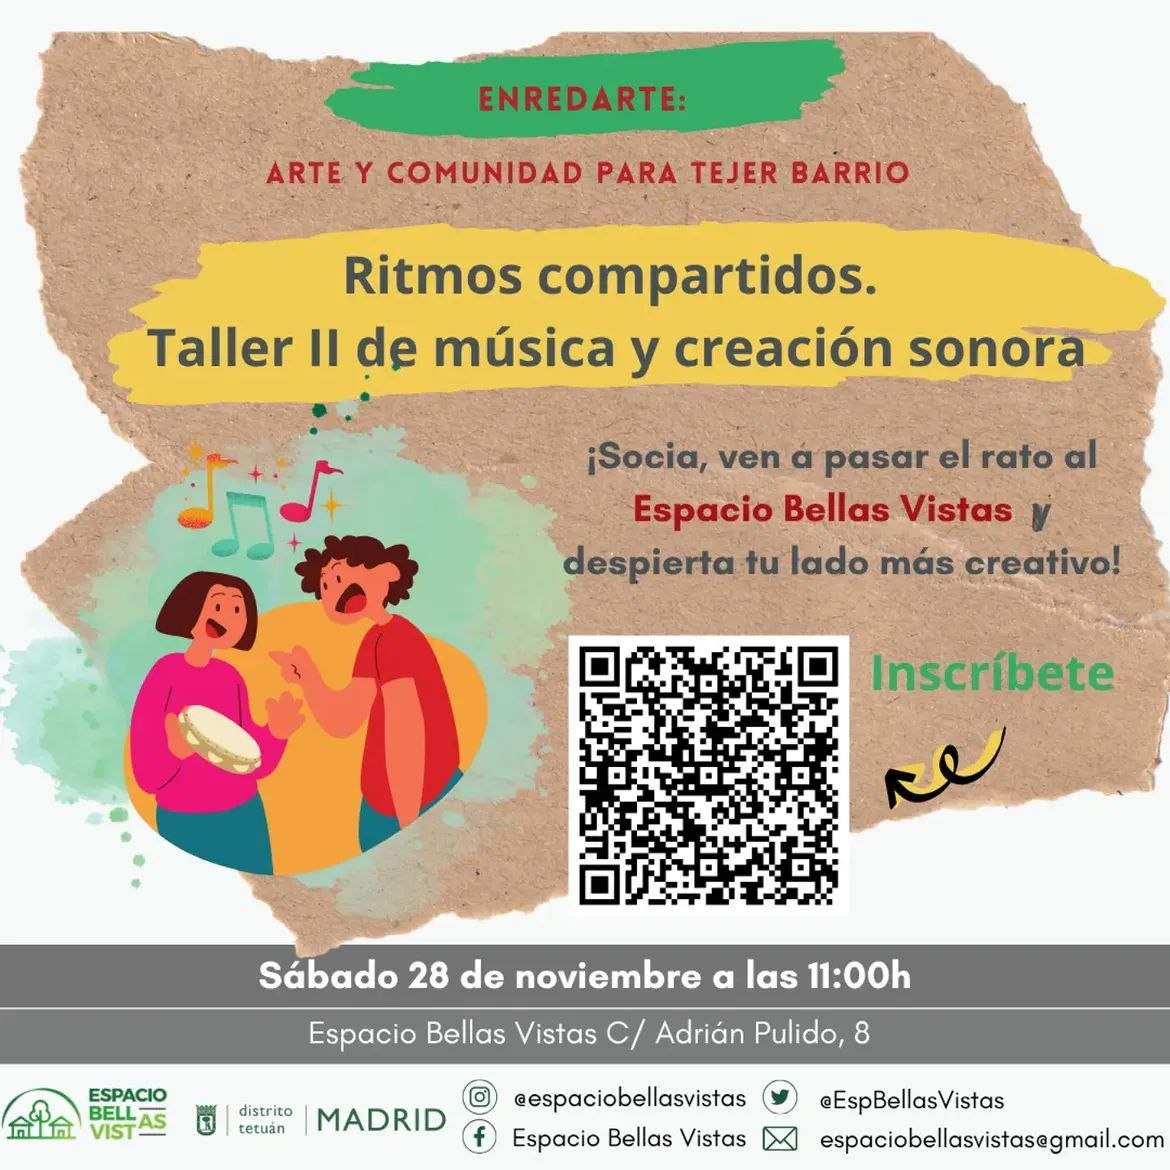 ENREDARTE:
ARTE Y COMUNIDAD PARA TEJER BARRIO
Ritmos compartidos.
Taller II de música y creación sonora
¡Socia, ven a pasar el rato al
Espacio Bellas Vistas y
despierta tu lado más creativo!
Inscríbete
Sábado 28 de noviembre a las 11:00h
Espacio Bellas Vistas C/ Adrián Pulido, 8
ESPACIO
BELLAS
VISTAS
distrito
tetuán
MADRID
@espaciobellasvistas
@EspBellasVistas
Espacio Bellas Vistas
espaciobellasvistas@gmail.com